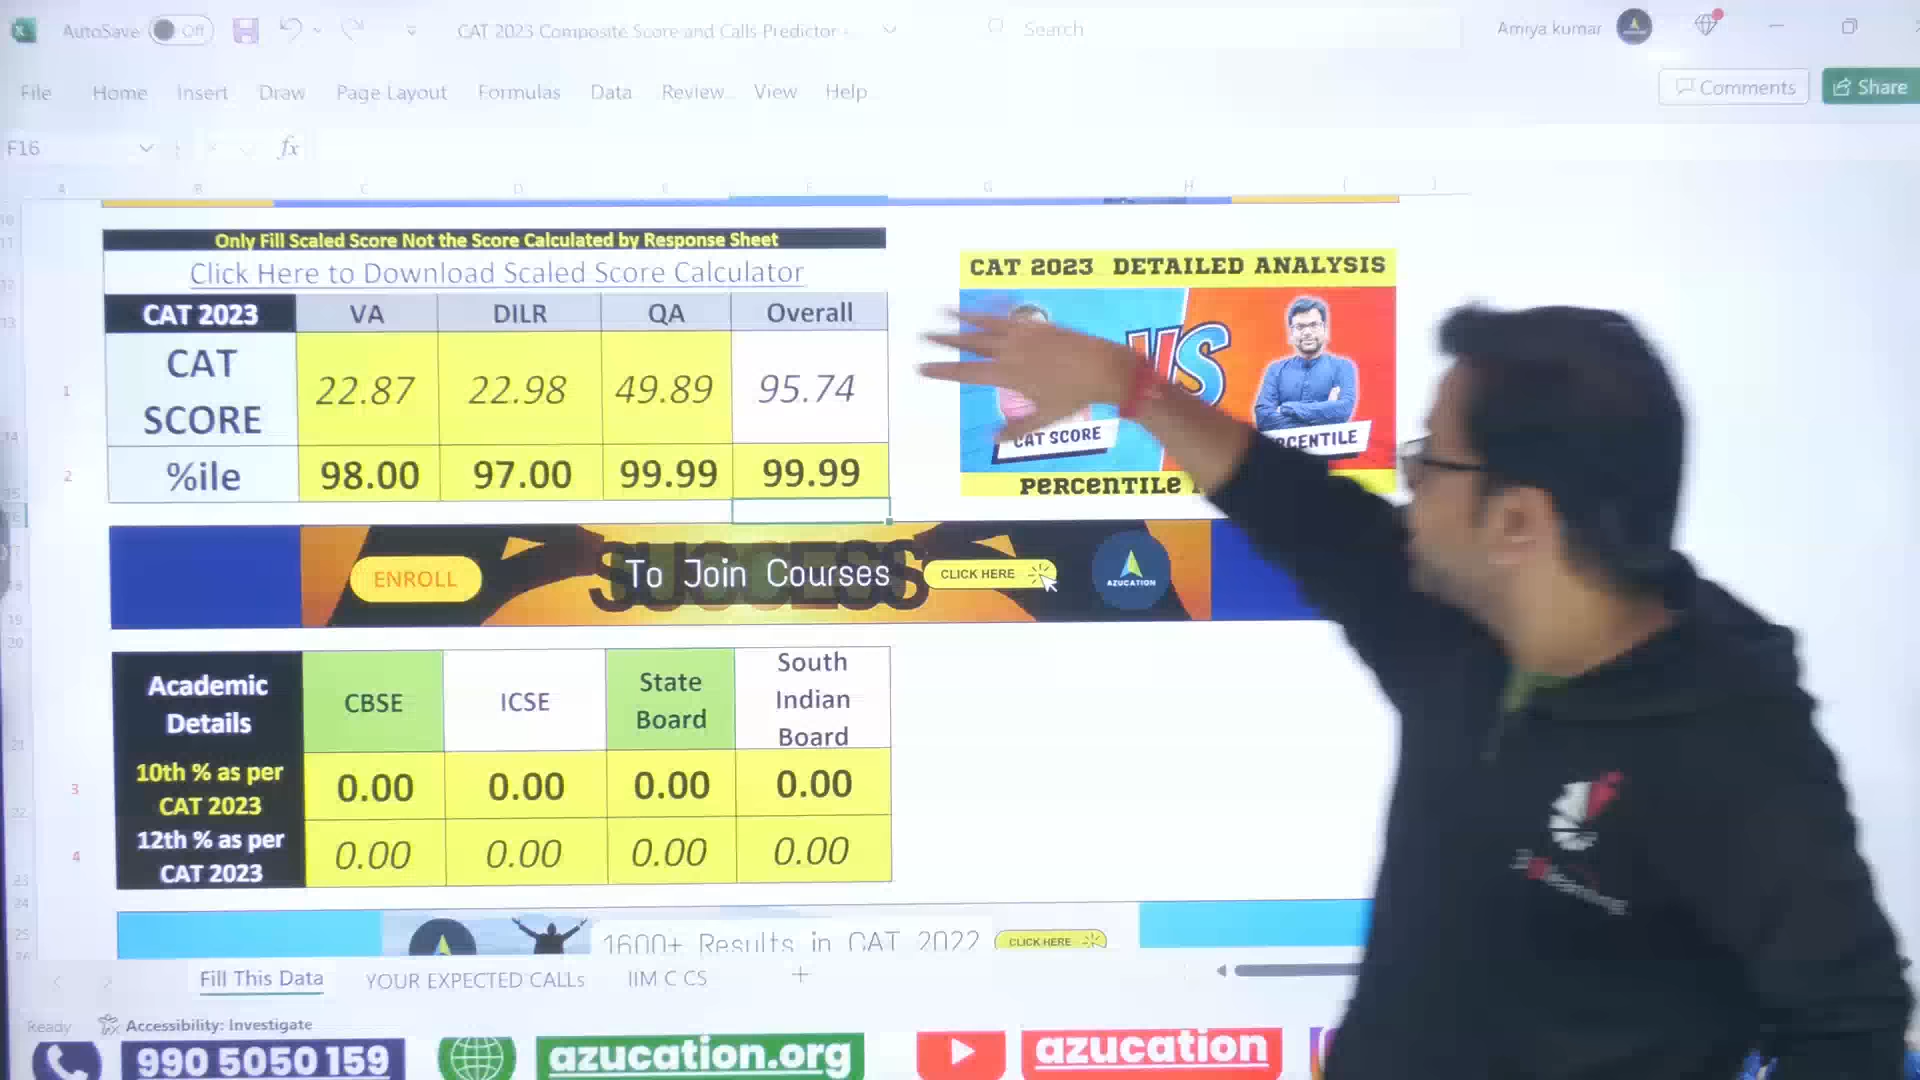 AutoSave Off CAT 2023 Composite Score and Calls Predictor - Search Amiya kumar
File Home Insert Draw Page Layout Formulas Data Review View Help Comments Share
F16 fx
A B C D E F G H I J
Only Fill Scaled Score Not the Score Calculated by Response Sheet
Click Here to Download Scaled Score Calculator
CAT 2023 VA DILR QA Overall
CAT SCORE 22.87 22.98 49.89 95.74
%ile 98.00 97.00 99.99 99.99
CAT 2023 DETAILED ANALYSIS
VS
CAT SCORE
PERCENTILE
ENROLL To Join Courses CLICK HERE AZUCATION
SUCCESS
Academic Details CBSE ICSE State Board South Indian Board
10th % as per CAT 2023 0.00 0.00 0.00 0.00
12th % as per CAT 2023 0.00 0.00 0.00 0.00
1
2
3
4
1600+ Results in CAT 2022 CLICK HERE
Fill This Data YOUR EXPECTED CALLs IIM C CS +
Ready Accessibility: Investigate
990 5050 159 azucation.org azucation